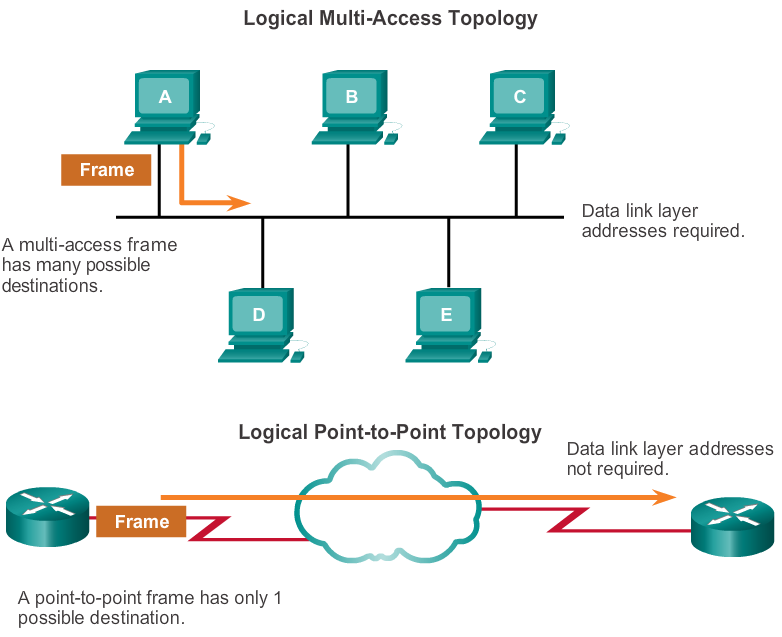 Logical Multi-Access Topology
A
B
C
Frame
Data link layer
addresses required.
A multi-access frame
has many possible
destinations.
D
E
Logical Point-to-Point Topology
Data link layer addresses
not required.
Frame
A point-to-point frame has only 1
possible destination.